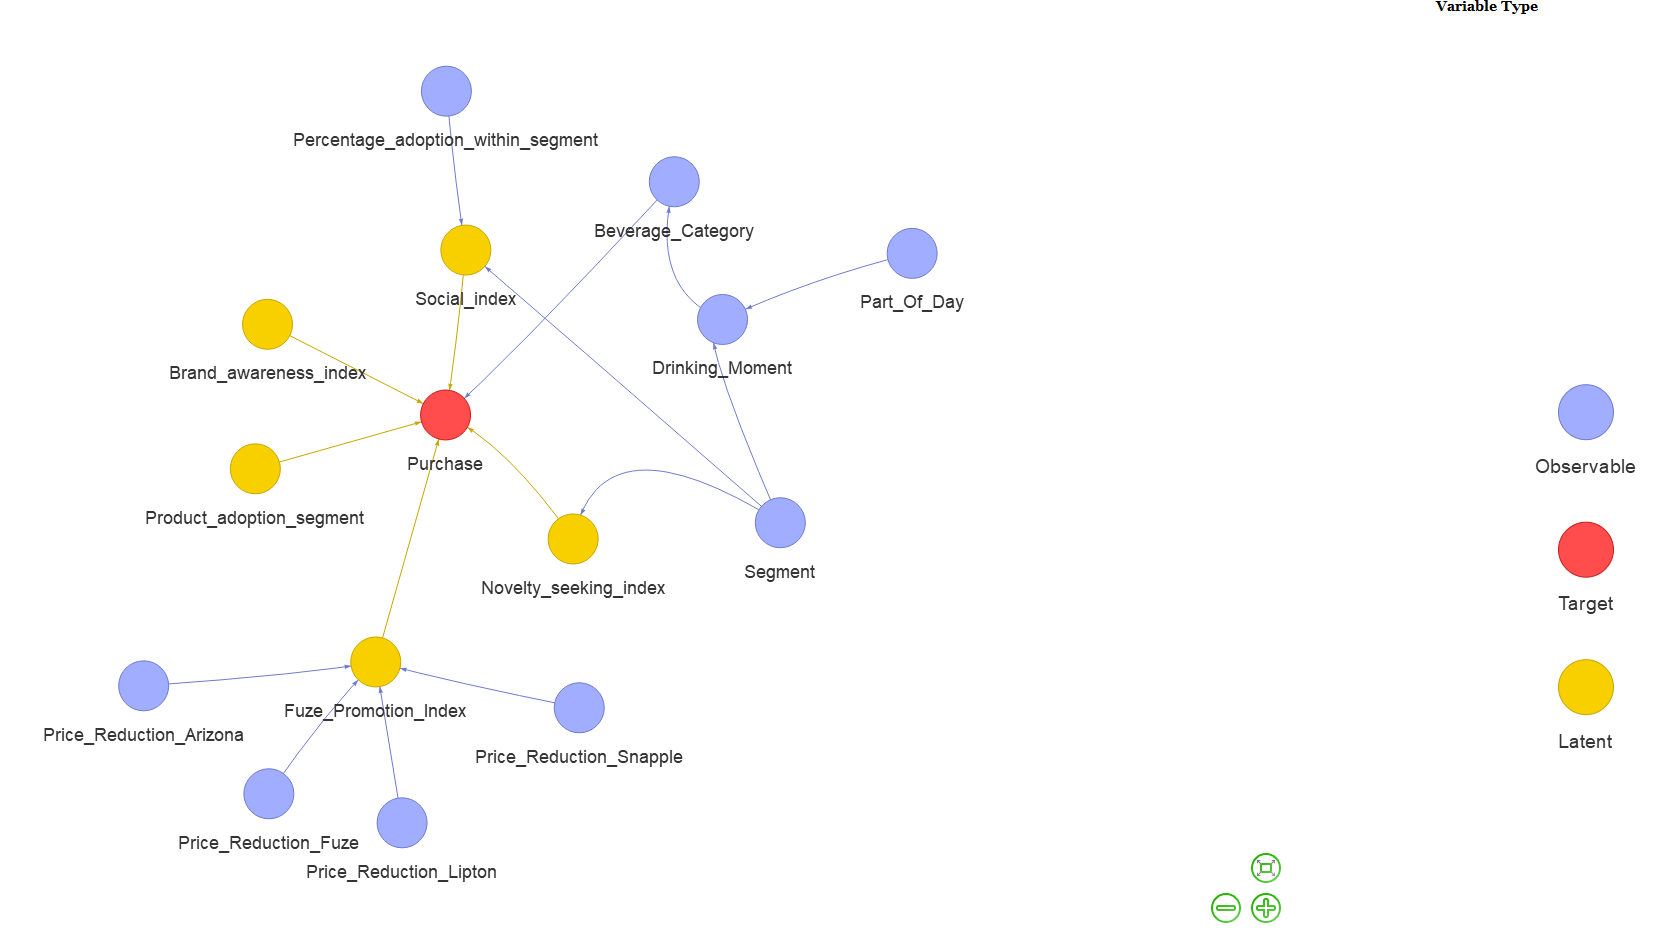 Variable Type
Percentage_adoption_within_segment
Beverage_Category
Social_index
Part_Of_Day
Brand_awareness_index
Drinking_Moment
Purchase
Observable
Product_adoption_segment
Segment
Novelty_seeking_index
Target
Fuze_Promotion_Index
Price_Reduction_Arizona
Latent
Price_Reduction_Snapple
Price_Reduction_Fuze
Price_Reduction_Lipton